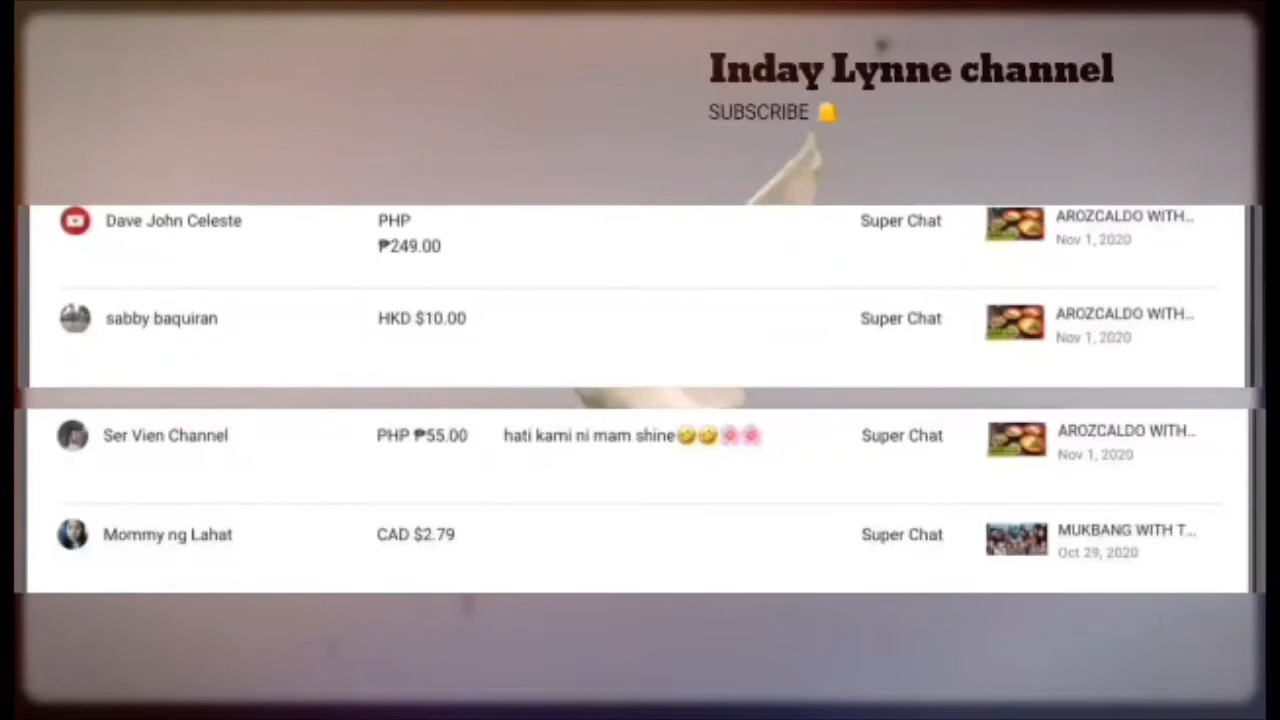 Inday Lynne channel
SUBSCRIBE 🔔
Dave John Celeste PHP Super Chat AROZCALDO WITH...
₱249.00 Nov 1, 2020
sabby baquiran HKD $10.00 Super Chat AROZCALDO WITH...
Nov 1, 2020
Ser Vien Channel PHP ₱55.00 hati kami ni mam shine🤣🤣🌸🌸 Super Chat AROZCALDO WITH...
Nov 1, 2020
Mommy ng Lahat CAD $2.79 Super Chat MUKBANG WITH T...
Oct 29, 2020